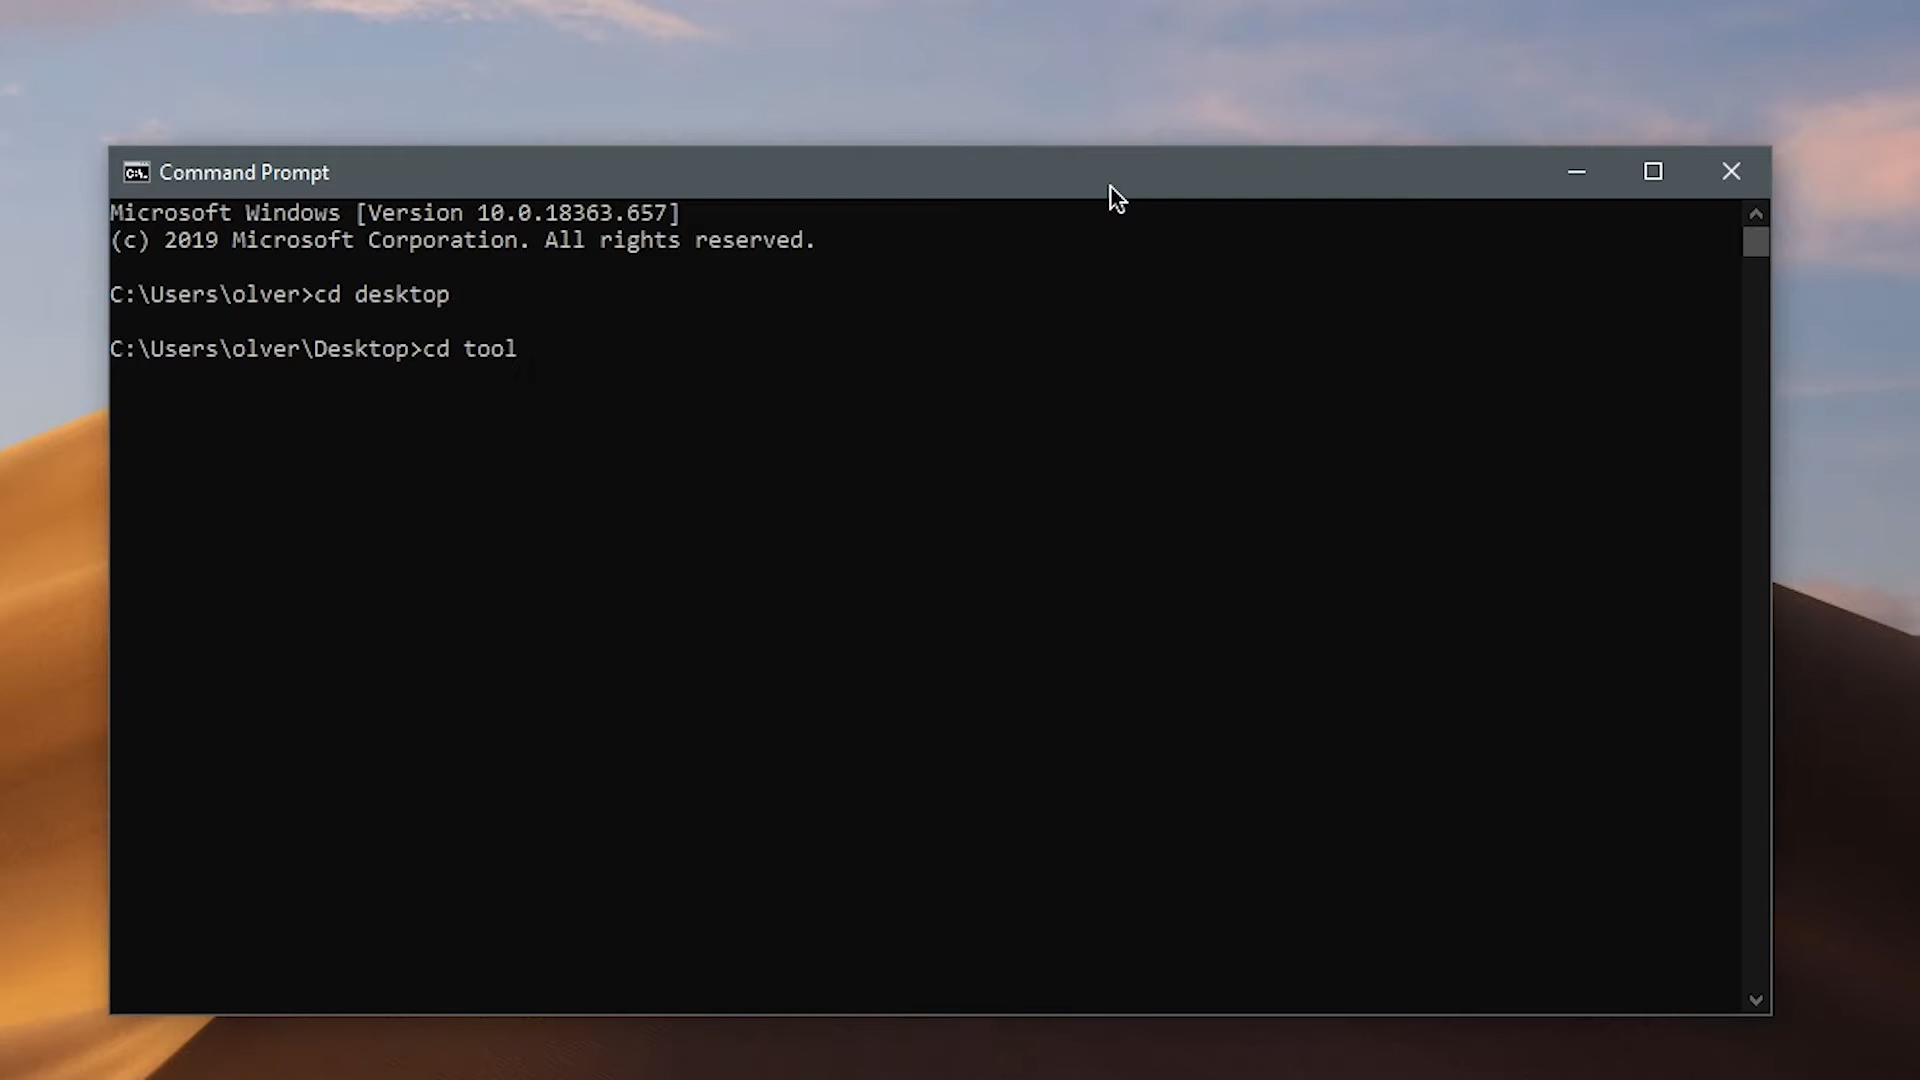 Command Prompt
Microsoft Windows [Version 10.0.18363.657]
(c) 2019 Microsoft Corporation. All rights reserved.
C:\Users\olver>cd desktop
C:\Users\olver\Desktop>cd tool